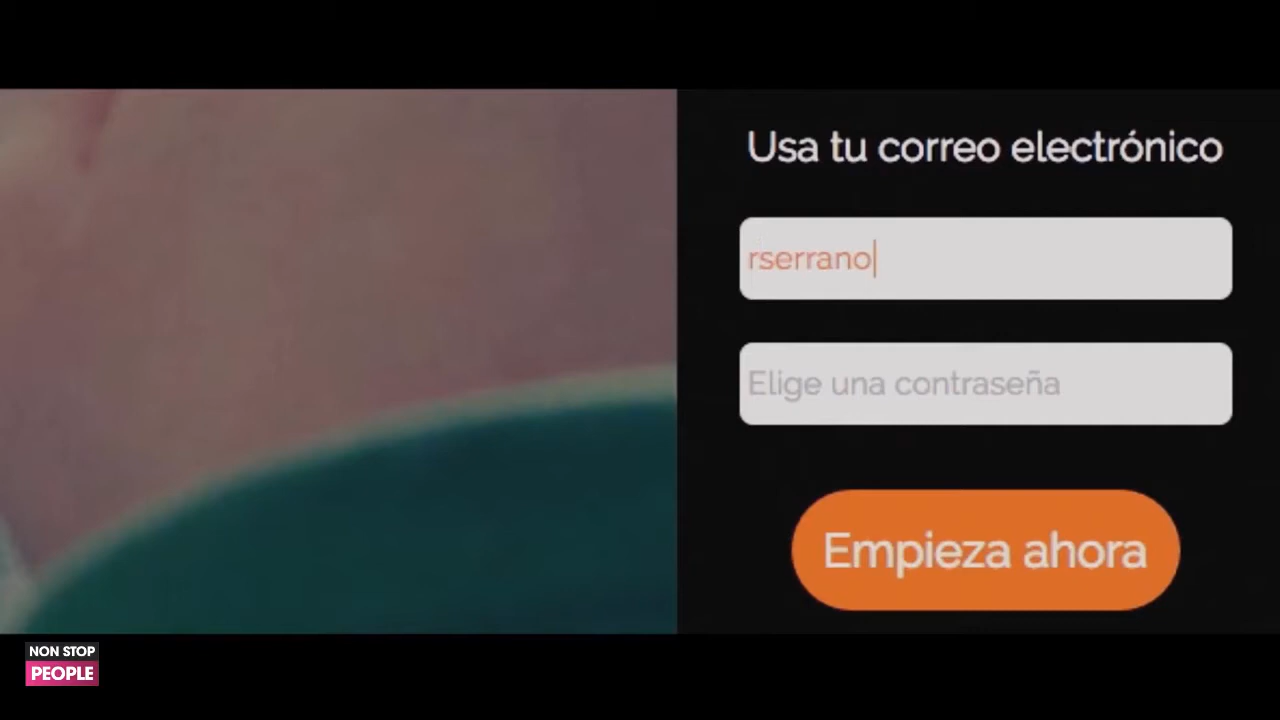 Usa tu correo electrónico
rserrano
Elige una contraseña
Empieza ahora
NON STOP
PEOPLE